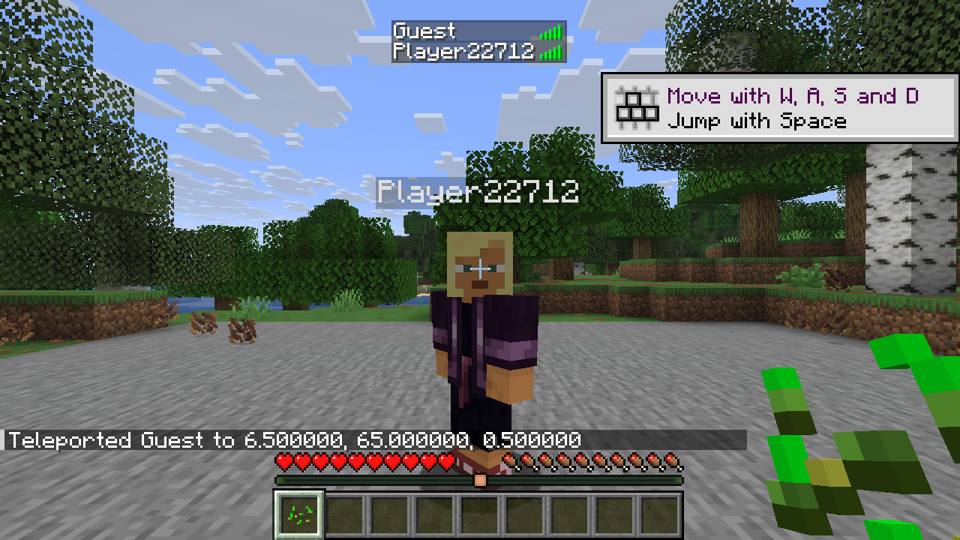 Guest
Player22712
Move with W, A, S and D
Jump with Space
Player22712
Teleported Guest to 6.500000, 65.000000, 0.500000